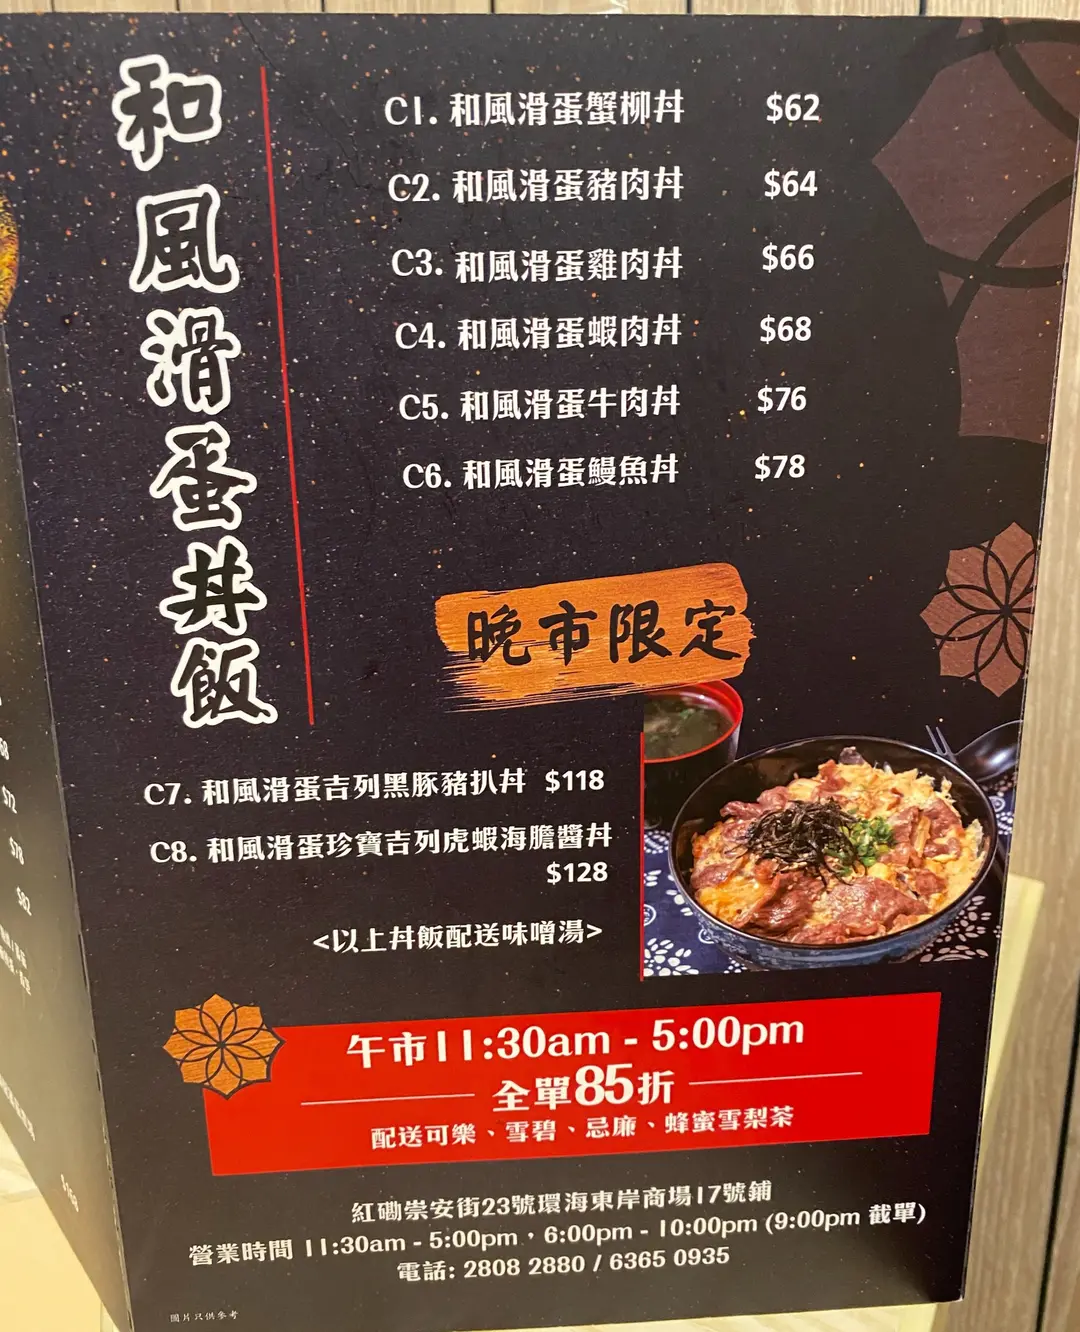 和風滑蛋丼飯
C1. 和風滑蛋蟹柳丼 $62
C2. 和風滑蛋豬肉丼 $64
C3. 和風滑蛋雞肉丼 $66
C4. 和風滑蛋蝦肉丼 $68
C5. 和風滑蛋牛肉丼 $76
C6. 和風滑蛋鰻魚丼 $78
晚市限定
C7. 和風滑蛋吉列黑豚豬扒丼 $118
C8. 和風滑蛋珍寶吉列虎蝦海膽醬丼
$128
<以上丼飯配送味噌湯>
午市11:30am - 5:00pm
全單85折
配送可樂、雪碧、忌廉、蜂蜜雪梨茶
紅磡崇安街23號環海東岸商場17號鋪
營業時間 11:30am - 5:00pm，6:00pm - 10:00pm (9:00pm 截單)
電話: 2808 2880 / 6365 0935
圖片只供參考
$72
$78
$82